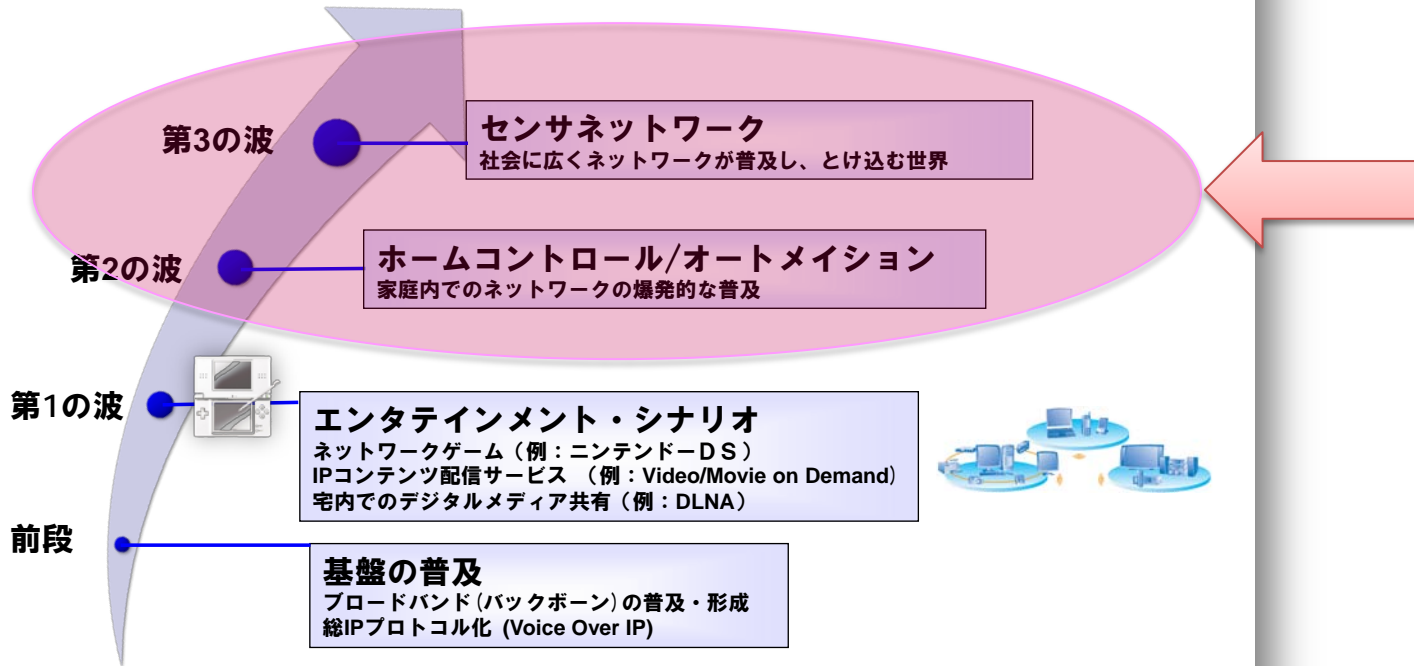 第3の波
センサネットワーク
社会に広くネットワークが普及し、とけ込む世界
第2の波
ホームコントロール/オートメイション
家庭内でのネットワークの爆発的な普及
第1の波
エンタテインメント・シナリオ
ネットワークゲーム（例：ニンテンドーＤＳ）
IPコンテンツ配信サービス （例：Video/Movie on Demand）
宅内でのデジタルメディア共有（例：DLNA）
前段
基盤の普及
ブロードバンド(バックボーン)の普及・形成
総IPプロトコル化 (Voice Over IP)